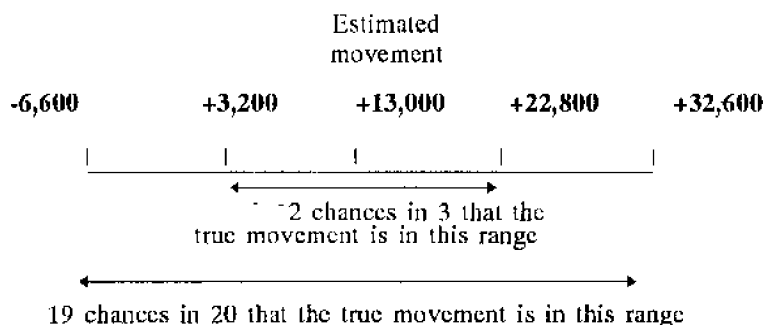 Estimated
movement
-6,600 +3,200 +13,000 +22,800 +32,600
2 chances in 3 that the
true movement is in this range
19 chances in 20 that the true movement is in this range